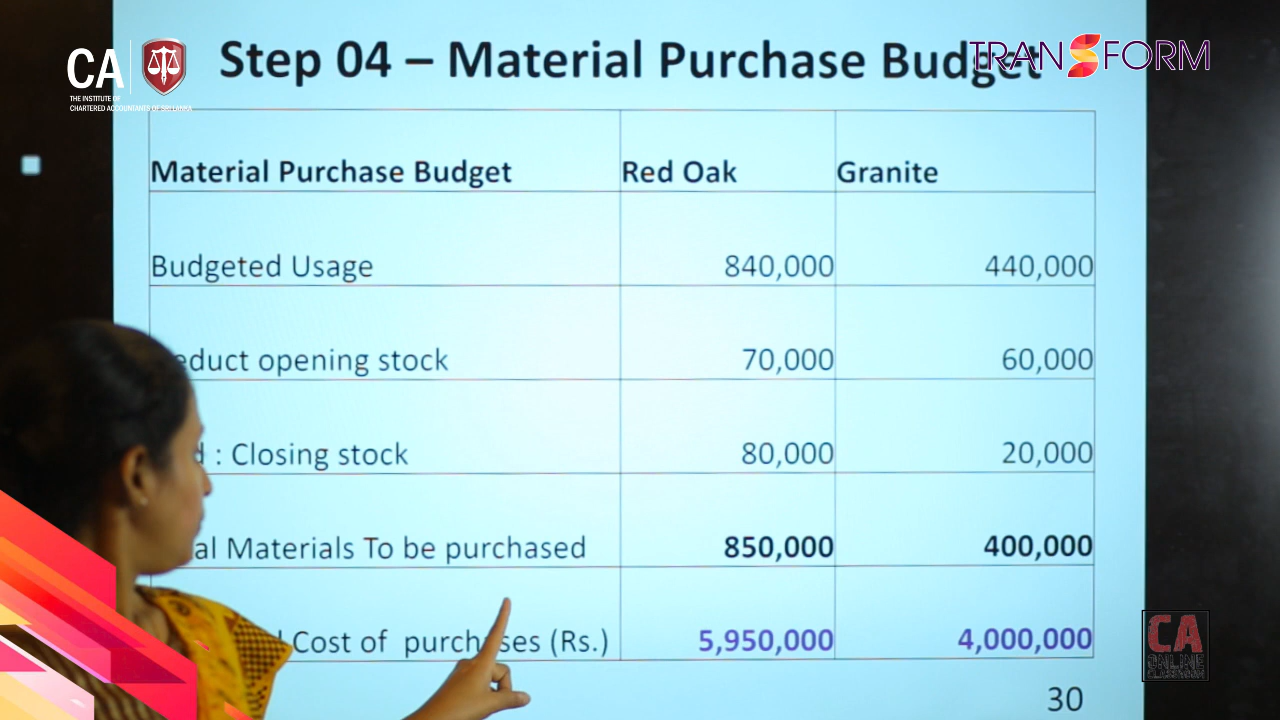 CA
THE INSTITUTE OF
CHARTERED ACCOUNTANTS OF SRI LANKA
Step 04 – Material Purchase Budget
TRANSFORM
Material Purchase Budget Red Oak Granite
Budgeted Usage 840,000 440,000
educt opening stock 70,000 60,000
d : Closing stock 80,000 20,000
al Materials To be purchased 850,000 400,000
Cost of purchases (Rs.) 5,950,000 4,000,000
CA
ONLINE
CLASSROOM
30